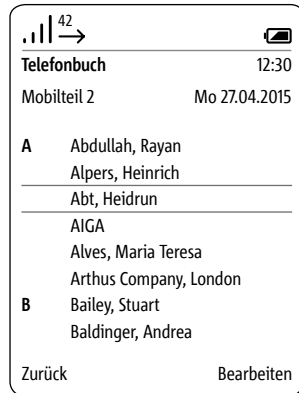 42
Telefonbuch 12:30
Mobilteil 2 Mo 27.04.2015
A Abdullah, Rayan
Alpers, Heinrich
Abt, Heidrun
AIGA
Alves, Maria Teresa
Arthus Company, London
B Bailey, Stuart
Baldinger, Andrea
Zurück Bearbeiten